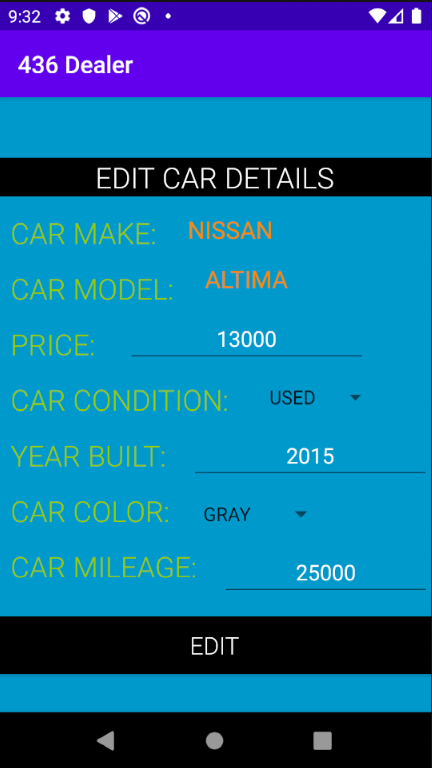 9:32
436 Dealer
EDIT CAR DETAILS
CAR MAKE: NISSAN
CAR MODEL: ALTIMA
PRICE: 13000
CAR CONDITION: USED
YEAR BUILT: 2015
CAR COLOR: GRAY
CAR MILEAGE: 25000
EDIT